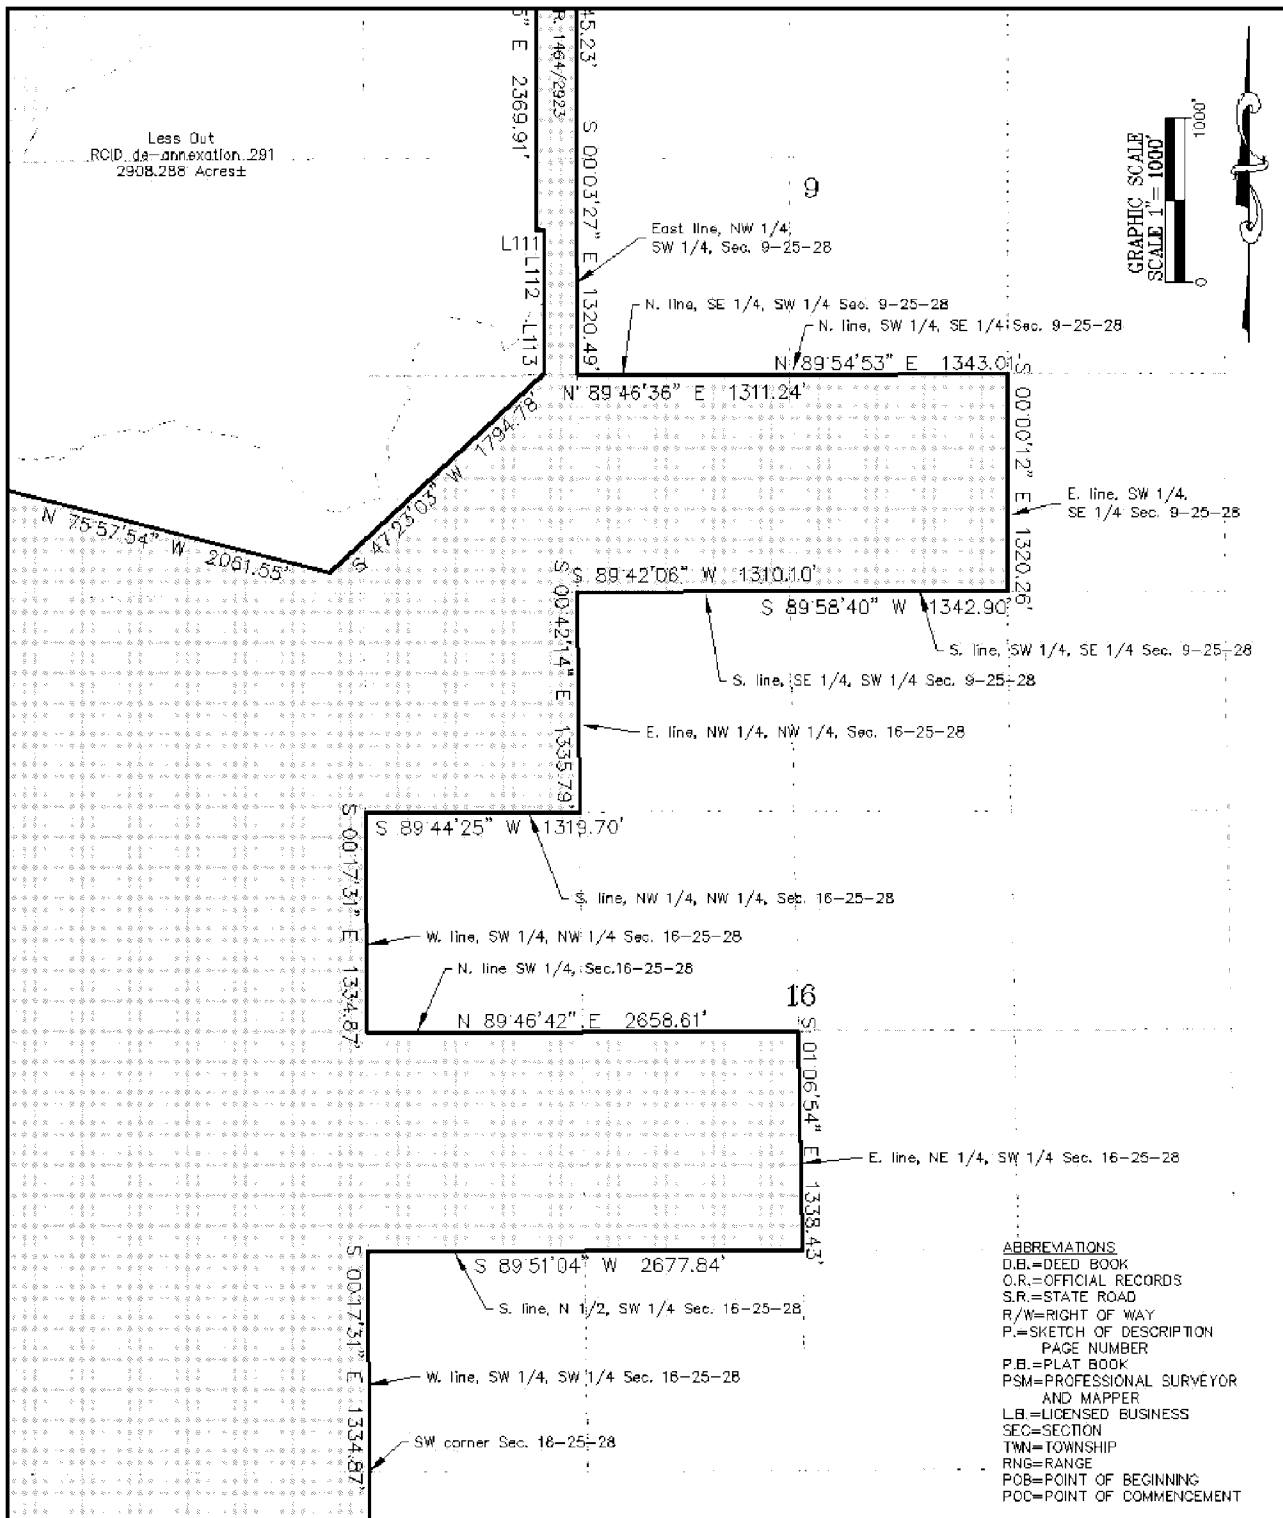 5" E 2369.91'
R. 1464/2923
45.23'
S 00°03'27" E 1320.49'
Less Out
RCID de-annexation 291
2908.288 Acres±
9
GRAPHIC SCALE
SCALE 1"= 1000'
0
1000'
East line, NW 1/4,
SW 1/4, Sec. 9-25-28
L111
L112
L113
N. line, SE 1/4, SW 1/4 Sec. 9-25-28
N. line, SW 1/4, SE 1/4 Sec. 9-25-28
N 89°54'53" E 1343.01'
N 89°46'36" E 1311.24'
S 00°00'12" E 1320.26'
S 47°23'03" W 1794.78'
N 75°57'54" W 2061.55'
E. line, SW 1/4,
SE 1/4 Sec. 9-25-28
S 89°42'06" W 1310.10'
S 89°58'40" W 1342.90'
S. line, SW 1/4, SE 1/4 Sec. 9-25-28
S. line, SE 1/4, SW 1/4 Sec. 9-25-28
S 00°42'14" E 1335.79'
E. line, NW 1/4, NW 1/4, Sec. 16-25-28
S 89°44'25" W 1319.70'
S 00°17'31" E 1334.87'
S. line, NW 1/4, NW 1/4, Sec. 16-25-28
W. line, SW 1/4, NW 1/4 Sec. 16-25-28
N. line SW 1/4, Sec.16-25-28
16
N 89°46'42" E 2658.61'
S 01°06'54" E 1338.43'
E. line, NE 1/4, SW 1/4 Sec. 16-25-28
S 89°51'04" W 2677.84'
S. line, N 1/2, SW 1/4 Sec. 16-25-28
S 00°17'31" E 1334.87'
W. line, SW 1/4, SW 1/4 Sec. 16-25-28
SW corner Sec. 16-25-28
ABBREVIATIONS
D.B.=DEED BOOK
O.R.=OFFICIAL RECORDS
S.R.=STATE ROAD
R/W=RIGHT OF WAY
P.=SKETCH OF DESCRIPTION
PAGE NUMBER
P.B.=PLAT BOOK
PSM=PROFESSIONAL SURVEYOR
AND MAPPER
L.B.=LICENSED BUSINESS
SEC=SECTION
TWN=TOWNSHIP
RNG=RANGE
POB=POINT OF BEGINNING
POC=POINT OF COMMENCEMENT